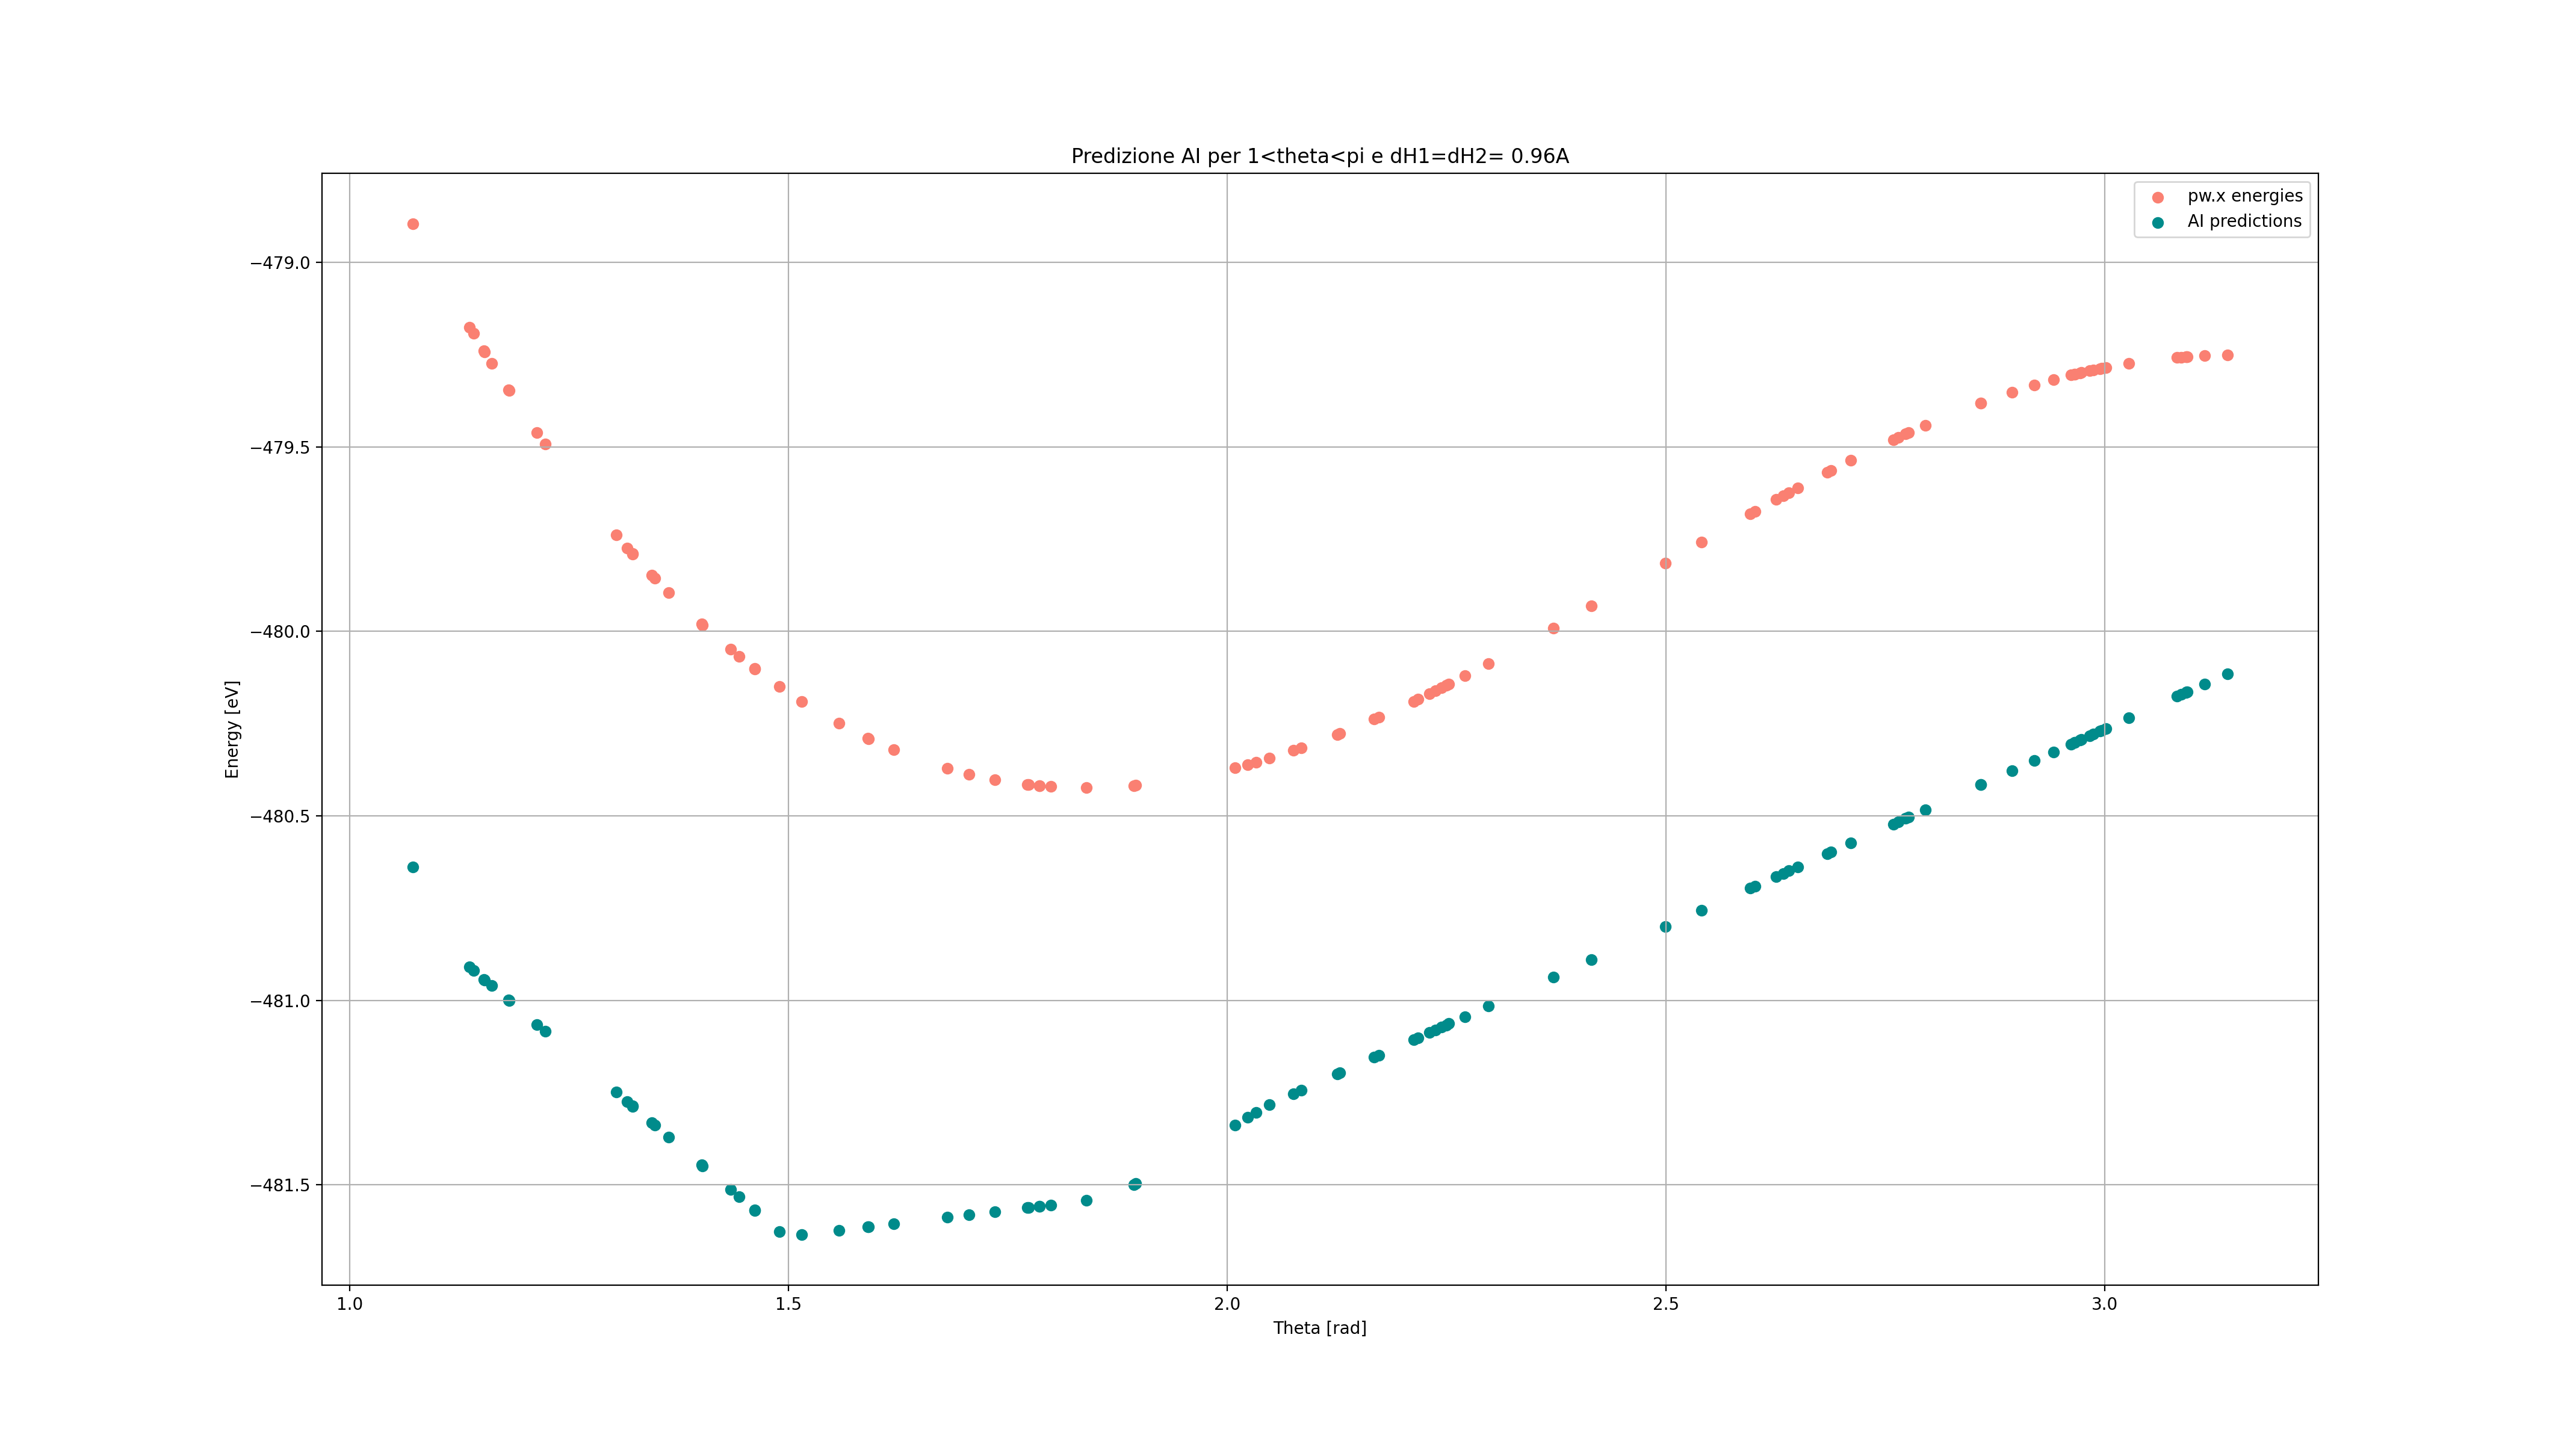 Predizione AI per 1<theta<pi e dH1=dH2= 0.96A
pw.x energies
AI predictions
−479.0
−479.5
−480.0
−480.5
−481.0
−481.5
Energy [eV]
1.0
1.5
2.0
2.5
3.0
Theta [rad]